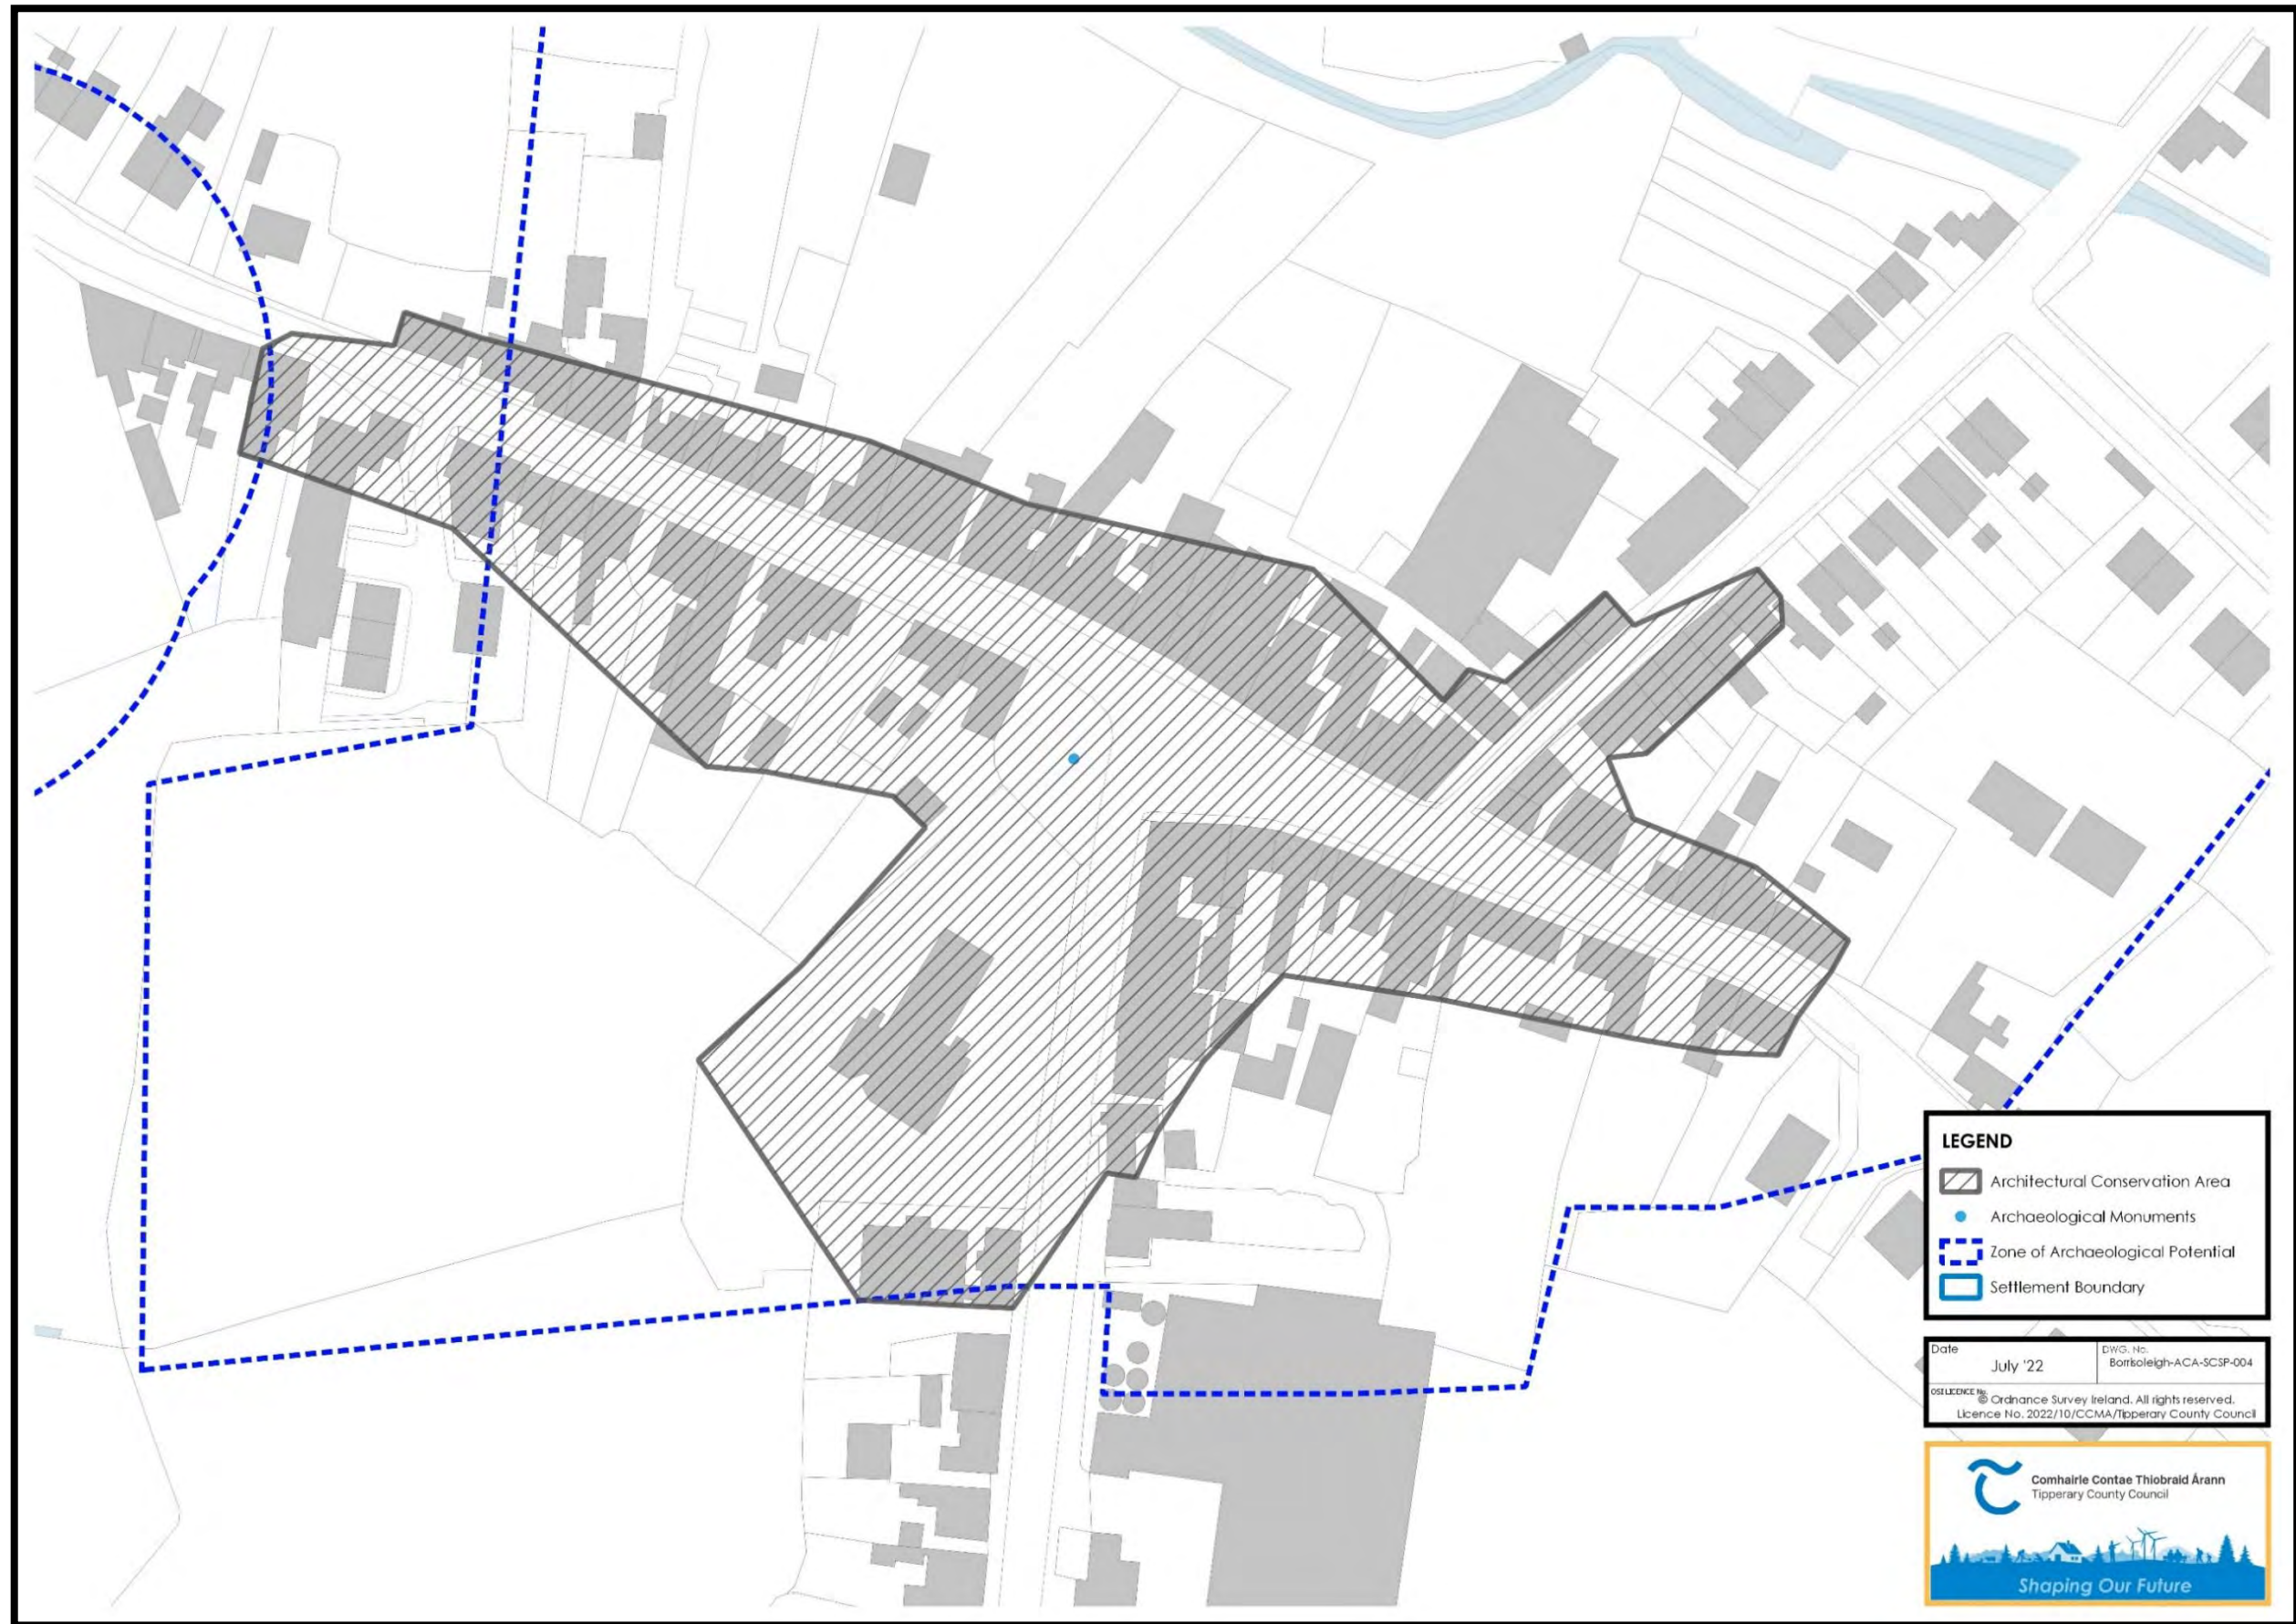 LEGEND
Architectural Conservation Area
Archaeological Monuments
Zone of Archaeological Potential
Settlement Boundary
Date
July '22
DWG. No.
Borrisoleigh-ACA-SCSP-004
OSI LICENCE No.
© Ordnance Survey Ireland. All rights reserved.
Licence No. 2022/10/CCMA/Tipperary County Council
Comhairle Contae Thiobraid Árann
Tipperary County Council
Shaping Our Future